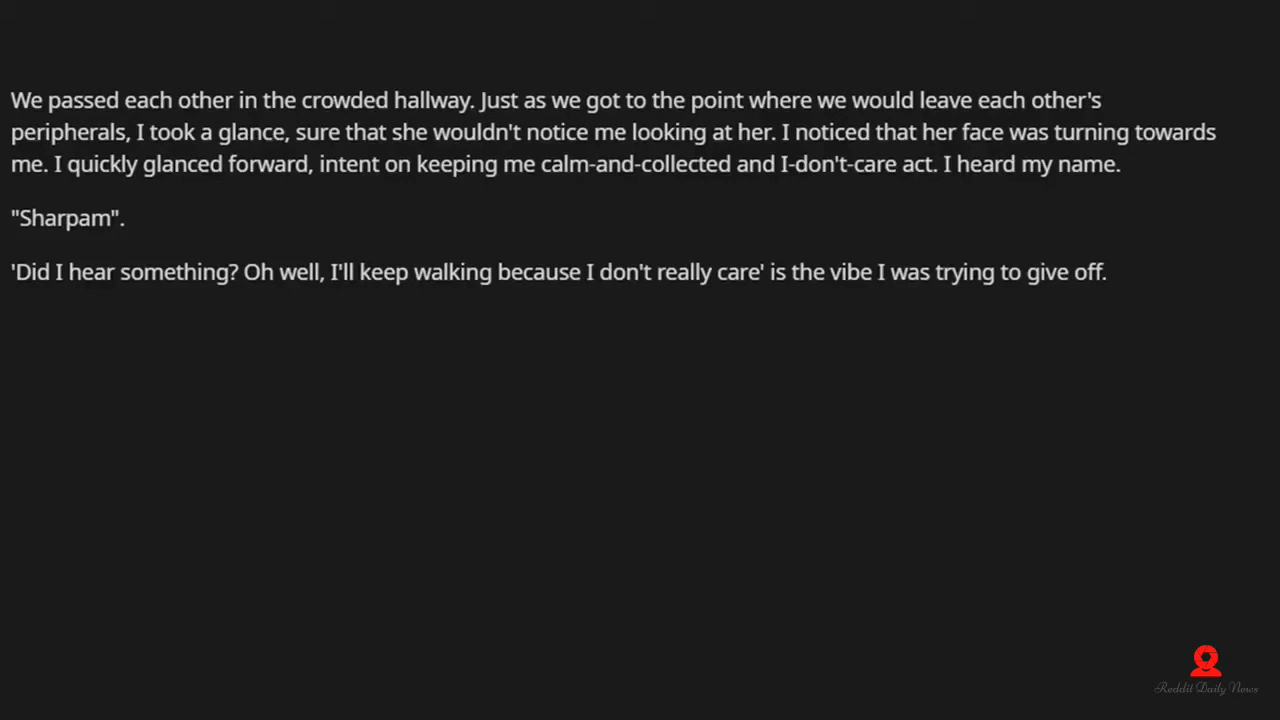 We passed each other in the crowded hallway. Just as we got to the point where we would leave each other's
peripherals, I took a glance, sure that she wouldn't notice me looking at her. I noticed that her face was turning towards
me. I quickly glanced forward, intent on keeping me calm-and-collected and I-don't-care act. I heard my name.
"Sharpam".
'Did I hear something? Oh well, I'll keep walking because I don't really care' is the vibe I was trying to give off.
Reddit Daily News